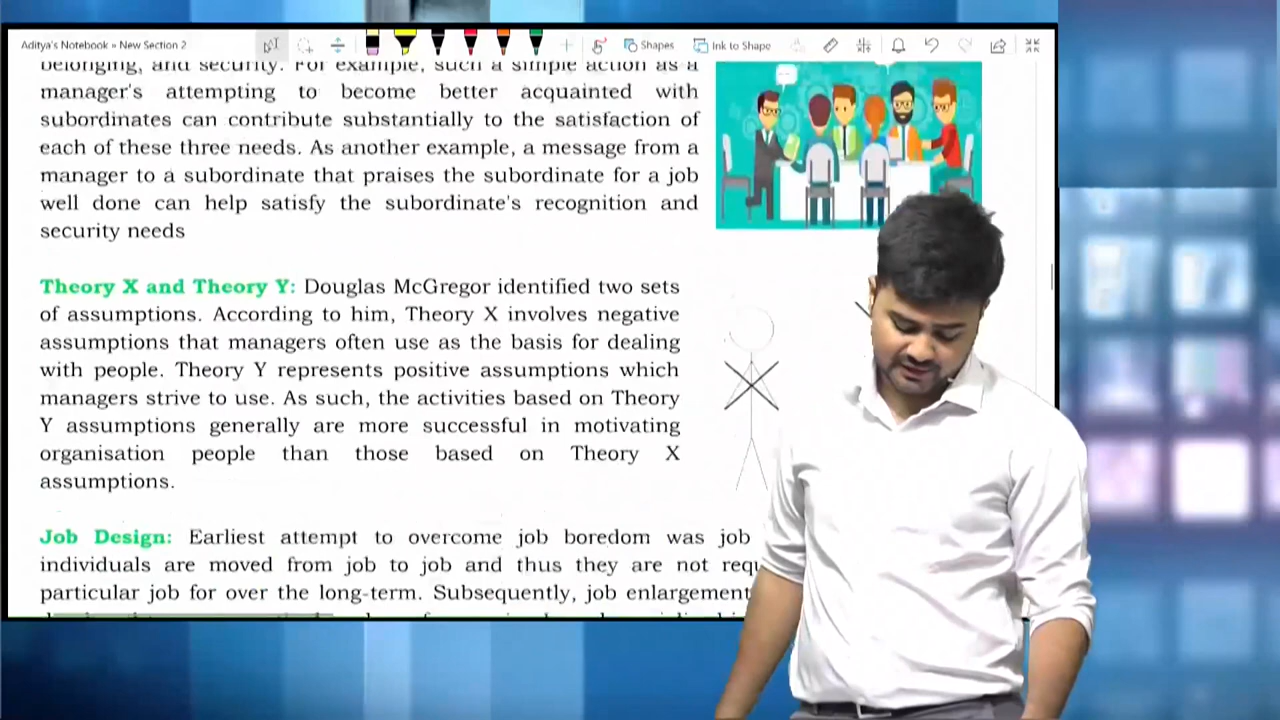 Aditya's Notebook » New Section 2
Shapes
Ink to Shape
belonging, and security. For example, such a simple action as a
manager's attempting to become better acquainted with
subordinates can contribute substantially to the satisfaction of
each of these three needs. As another example, a message from a
manager to a subordinate that praises the subordinate for a job
well done can help satisfy the subordinate's recognition and
security needs
Theory X and Theory Y: Douglas McGregor identified two sets
of assumptions. According to him, Theory X involves negative
assumptions that managers often use as the basis for dealing
with people. Theory Y represents positive assumptions which
managers strive to use. As such, the activities based on Theory
Y assumptions generally are more successful in motivating
organisation people than those based on Theory X
assumptions.
Job Design: Earliest attempt to overcome job boredom was job
individuals are moved from job to job and thus they are not requ
particular job for over the long-term. Subsequently, job enlargement